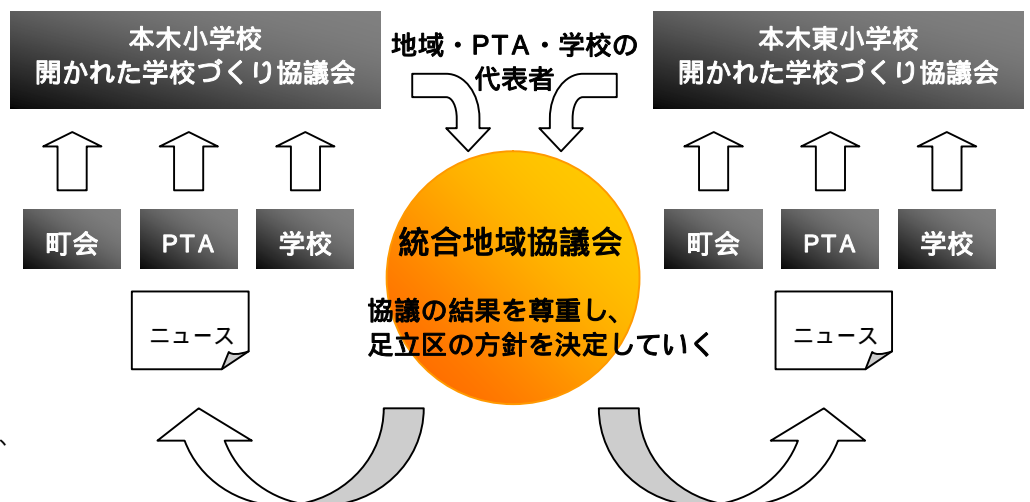 本木小学校
開かれた学校づくり協議会
地域・PTA・学校の
代表者
本木東小学校
開かれた学校づくり協議会
町会
PTA
学校
統合地域協議会
協議の結果を尊重し、
足立区の方針を決定していく
町会
PTA
学校
ニュース
ニュース
、